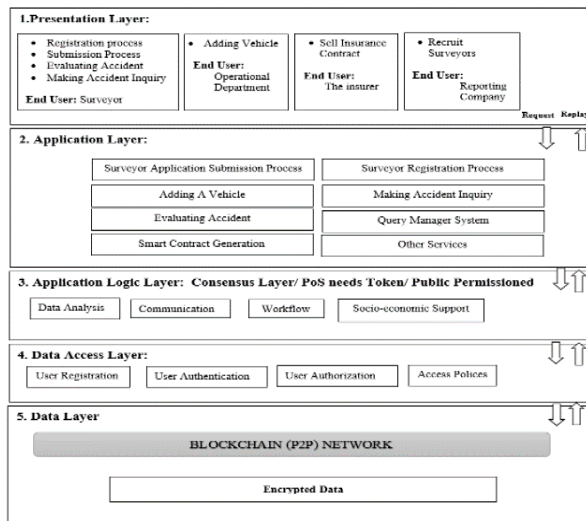 1.Presentation Layer:
• Registration process
• Submission Process
• Evaluating Accident
• Making Accident Inquiry
End User: Surveyor
• Adding Vehicle
End User:
Operational
Department
• Sell Insurance
Contract
End User:
The insurer
• Recruit
Surveyors
End User:
Reporting
Company
Request Replay
2. Application Layer:
Surveyor Application Submission Process
Surveyor Registration Process
Adding A Vehicle
Making Accident Inquiry
Evaluating Accident
Query Manager System
Smart Contract Generation
Other Services
3. Application Logic Layer: Consensus Layer/ PoS needs Token/ Public Permissioned
Data Analysis
Communication
Workflow
Socio-economic Support
4. Data Access Layer:
User Registration
User Authentication
User Authorization
Access Polices
5. Data Layer
BLOCKCHAIN (P2P) NETWORK
Encrypted Data